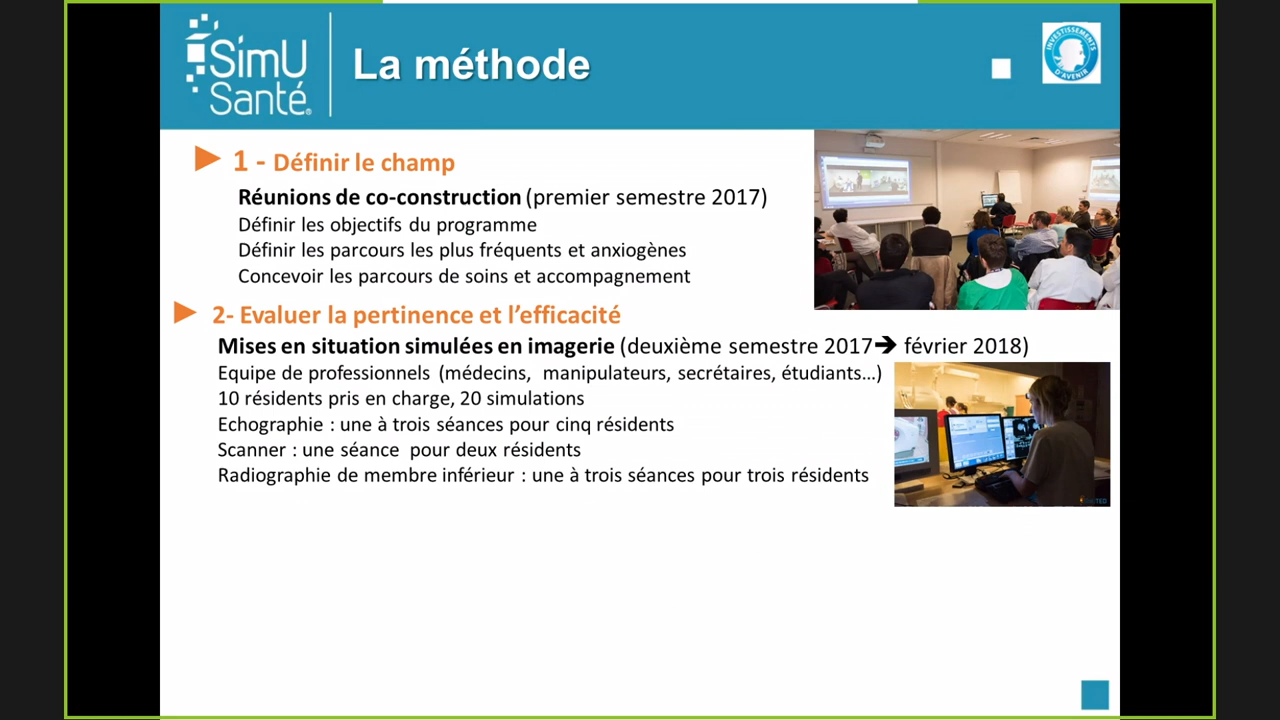 SimU
Santé®
La méthode
INVESTISSEMENTS
D'AVENIR
1 - Définir le champ
Réunions de co-construction (premier semestre 2017)
Définir les objectifs du programme
Définir les parcours les plus fréquents et anxiogènes
Concevoir les parcours de soins et accompagnement
2- Evaluer la pertinence et l’efficacité
Mises en situation simulées en imagerie (deuxième semestre 2017➔ février 2018)
Equipe de professionnels (médecins, manipulateurs, secrétaires, étudiants…)
10 résidents pris en charge, 20 simulations
Echographie : une à trois séances pour cinq résidents
Scanner : une séance pour deux résidents
Radiographie de membre inférieur : une à trois séances pour trois résidents